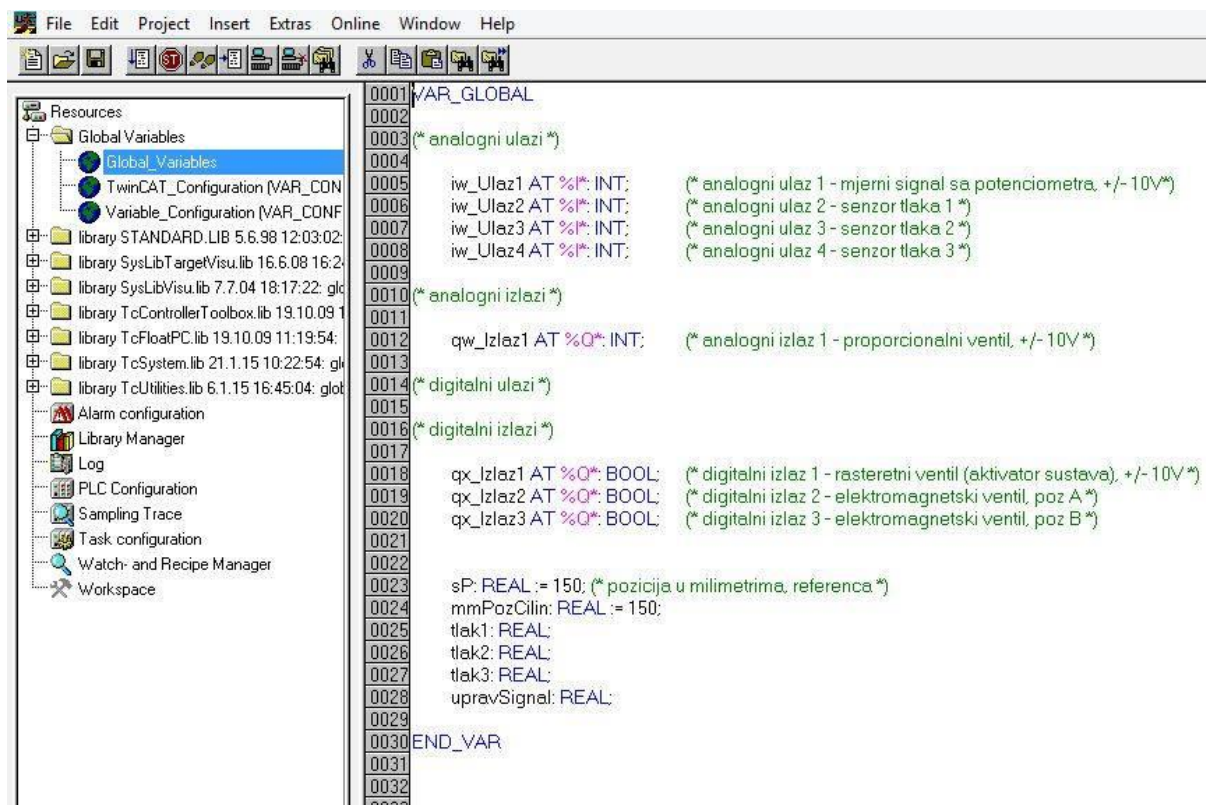 File Edit Project Insert Extras Online Window Help
Resources
Global Variables
Global_Variables
TwinCAT_Configuration (VAR_CON
Variable_Configuration (VAR_CONF
library STANDARD.LIB 5.6.98 12:03:02:
library SysLibTargetVisu.lib 16.6.08 16:2
library SysLibVisu.lib 7.7.04 18:17:22: glo
library TcControllerToolbox.lib 19.10.09 1
library TcFloatPC.lib 19.10.09 11:19:54:
library TcSystem.lib 21.1.15 10:22:54: gl
library TcUtilities.lib 6.1.15 16:45:04: glob
Alarm configuration
Library Manager
Log
PLC Configuration
Sampling Trace
Task configuration
Watch- and Recipe Manager
Workspace
0001 VAR_GLOBAL
0002
0003 (* analogni ulazi *)
0004
0005 iw_Ulaz1 AT %I*: INT; (* analogni ulaz 1 - mjerni signal sa potenciometra, +/- 10V*)
0006 iw_Ulaz2 AT %I*: INT; (* analogni ulaz 2 - senzor tlaka 1 *)
0007 iw_Ulaz3 AT %I*: INT; (* analogni ulaz 3 - senzor tlaka 2 *)
0008 iw_Ulaz4 AT %I*: INT; (* analogni ulaz 4 - senzor tlaka 3 *)
0009
0010 (* analogni izlazi *)
0011
0012 qw_Izlaz1 AT %Q*: INT; (* analogni izlaz 1 - proporcionalni ventil, +/- 10V *)
0013
0014 (* digitalni ulazi *)
0015
0016 (* digitalni izlazi *)
0017
0018 qx_Izlaz1 AT %Q*: BOOL; (* digitalni izlaz 1 - rasteretni ventil (aktivator sustava), +/- 10V *)
0019 qx_Izlaz2 AT %Q*: BOOL; (* digitalni izlaz 2 - elektromagnetski ventil, poz A *)
0020 qx_Izlaz3 AT %Q*: BOOL; (* digitalni izlaz 3 - elektromagnetski ventil, poz B *)
0021
0022
0023 sP: REAL := 150; (* pozicija u milimetrima, referenca *)
0024 mmPozCilin: REAL := 150;
0025 tlak1: REAL;
0026 tlak2: REAL;
0027 tlak3: REAL;
0028 upravSignal: REAL;
0029
0030 END_VAR
0031
0032